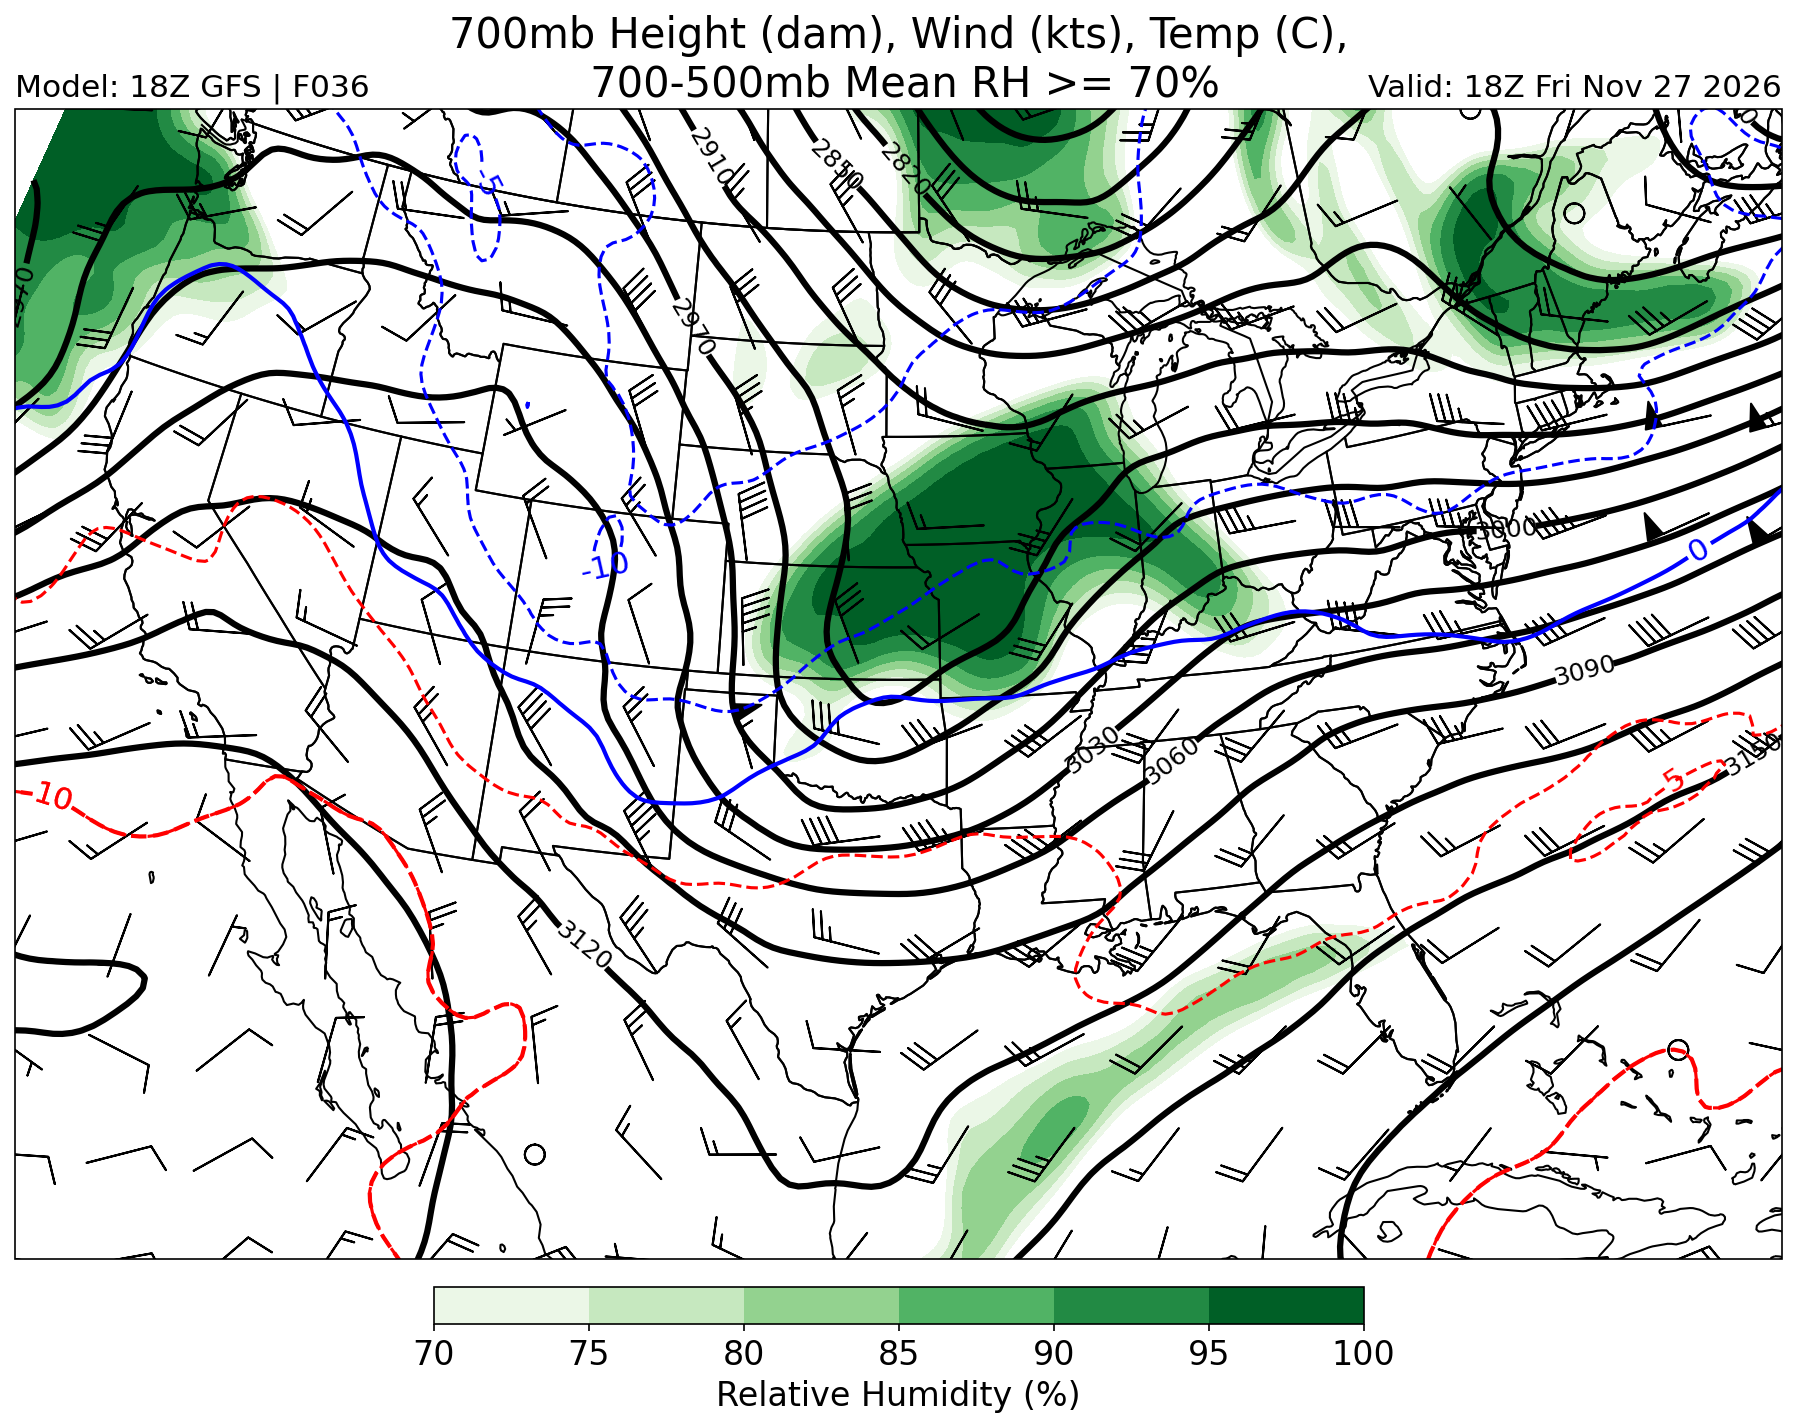 700mb Height (dam), Wind (kts), Temp (C),
700-500mb Mean RH >= 70%
Model: 18Z GFS | F036
Valid: 18Z Fri Nov 27 2026
2910
2850
2820
-5
2970
2970
-10
3000
0
3090
3030
3060
3150
-5
10
3120
70 75 80 85 90 95 100
Relative Humidity (%)